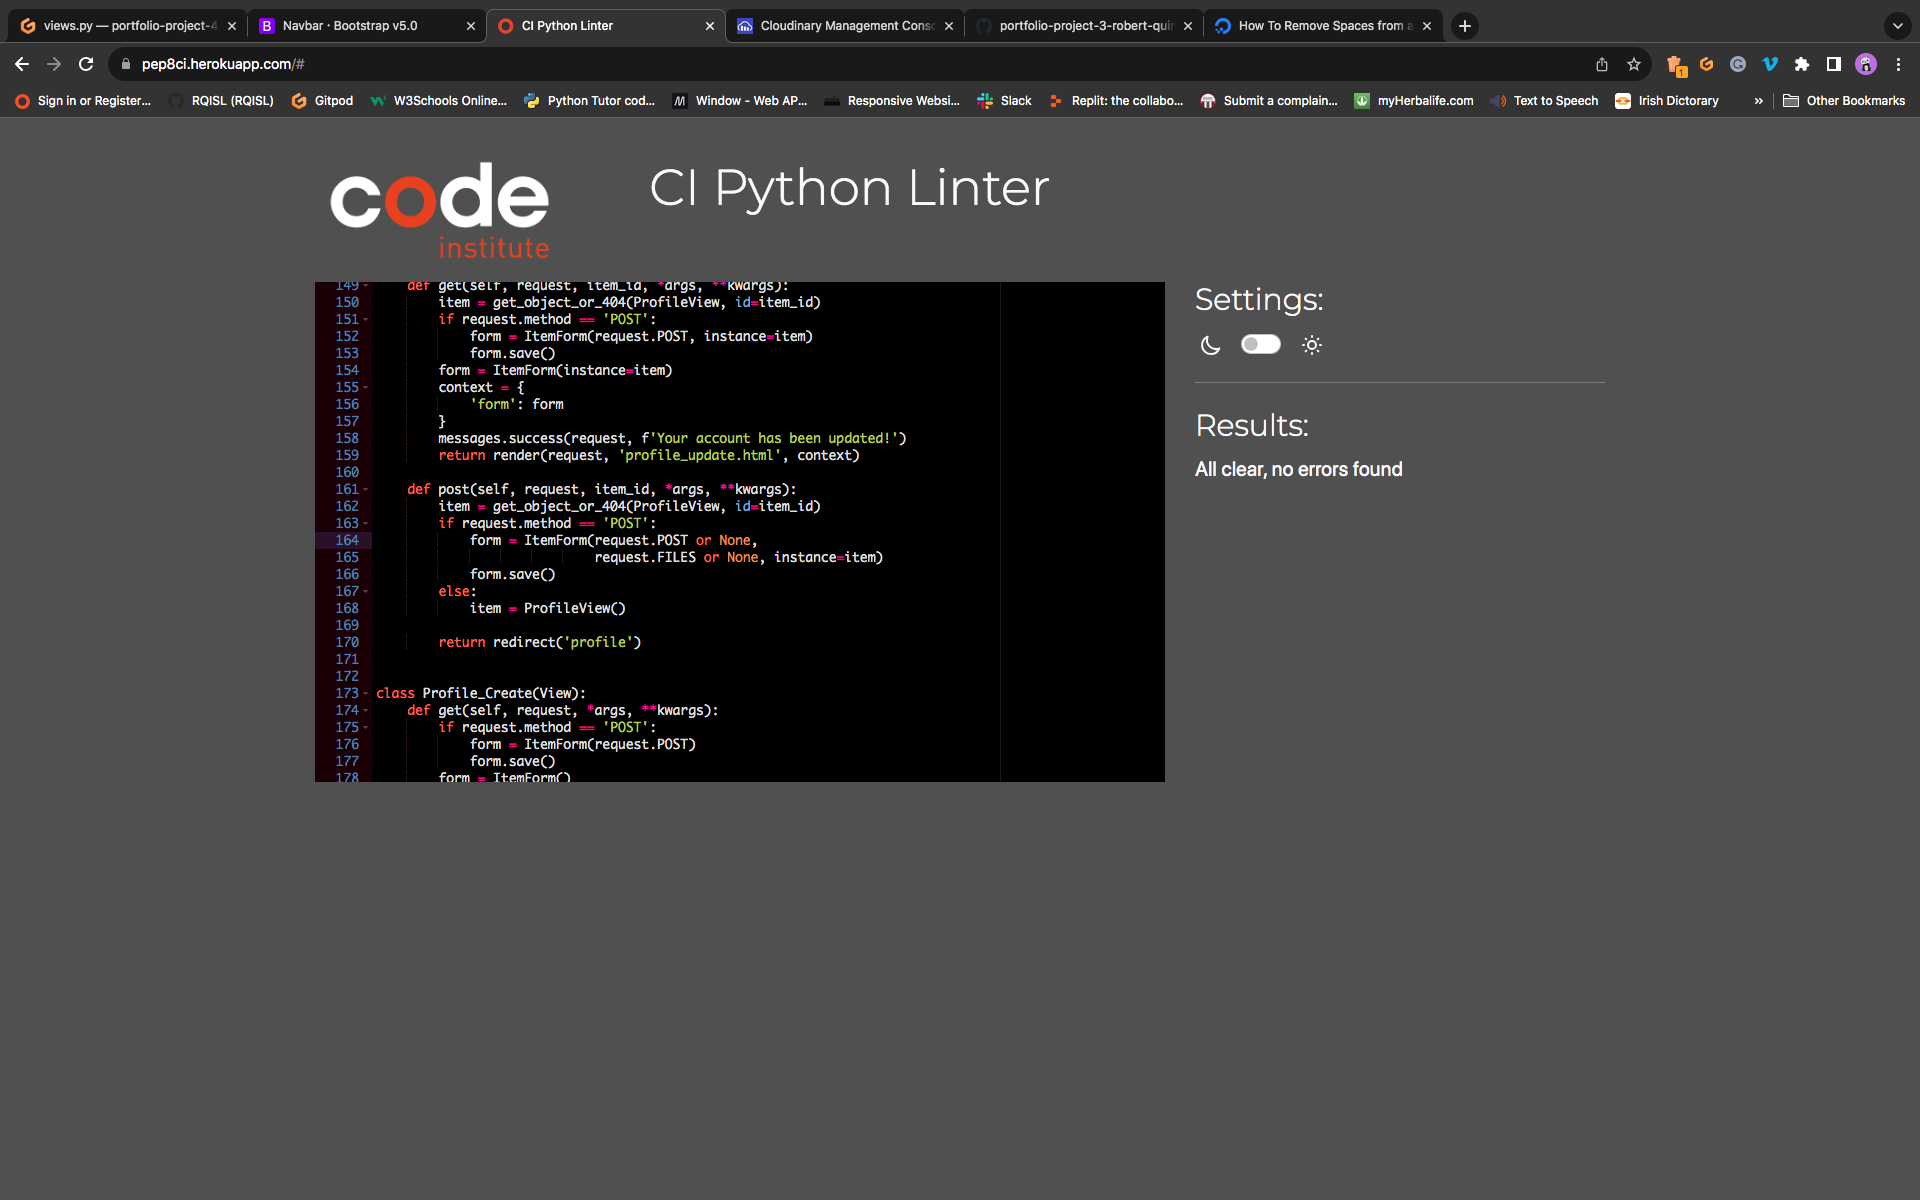 views.py — portfolio-project-4
Navbar · Bootstrap v5.0
CI Python Linter
Cloudinary Management Conso
portfolio-project-3-robert-quin
How To Remove Spaces from a
pep8ci.herokuapp.com/#
1
Sign in or Register...
RQISL (RQISL)
Gitpod
W3Schools Online...
Python Tutor cod...
Window - Web AP...
Responsive Websi...
Slack
Replit: the collabo...
Submit a complain...
myHerbalife.com
Text to Speech
Irish Dictorary
»
Other Bookmarks
code
institute
CI Python Linter
149 def get(self, request, item_id, *args, **kwargs):
150 item = get_object_or_404(ProfileView, id=item_id)
151 if request.method == 'POST':
152 form = ItemForm(request.POST, instance=item)
153 form.save()
154 form = ItemForm(instance=item)
155 context = {
156 'form': form
157 }
158 messages.success(request, f'Your account has been updated!')
159 return render(request, 'profile_update.html', context)
160
161 def post(self, request, item_id, *args, **kwargs):
162 item = get_object_or_404(ProfileView, id=item_id)
163 if request.method == 'POST':
164 form = ItemForm(request.POST or None,
165 request.FILES or None, instance=item)
166 form.save()
167 else:
168 item = ProfileView()
169
170 return redirect('profile')
171
172
173 class Profile_Create(View):
174 def get(self, request, *args, **kwargs):
175 if request.method == 'POST':
176 form = ItemForm(request.POST)
177 form.save()
178 form = ItemForm()
Settings:
Results:
All clear, no errors found